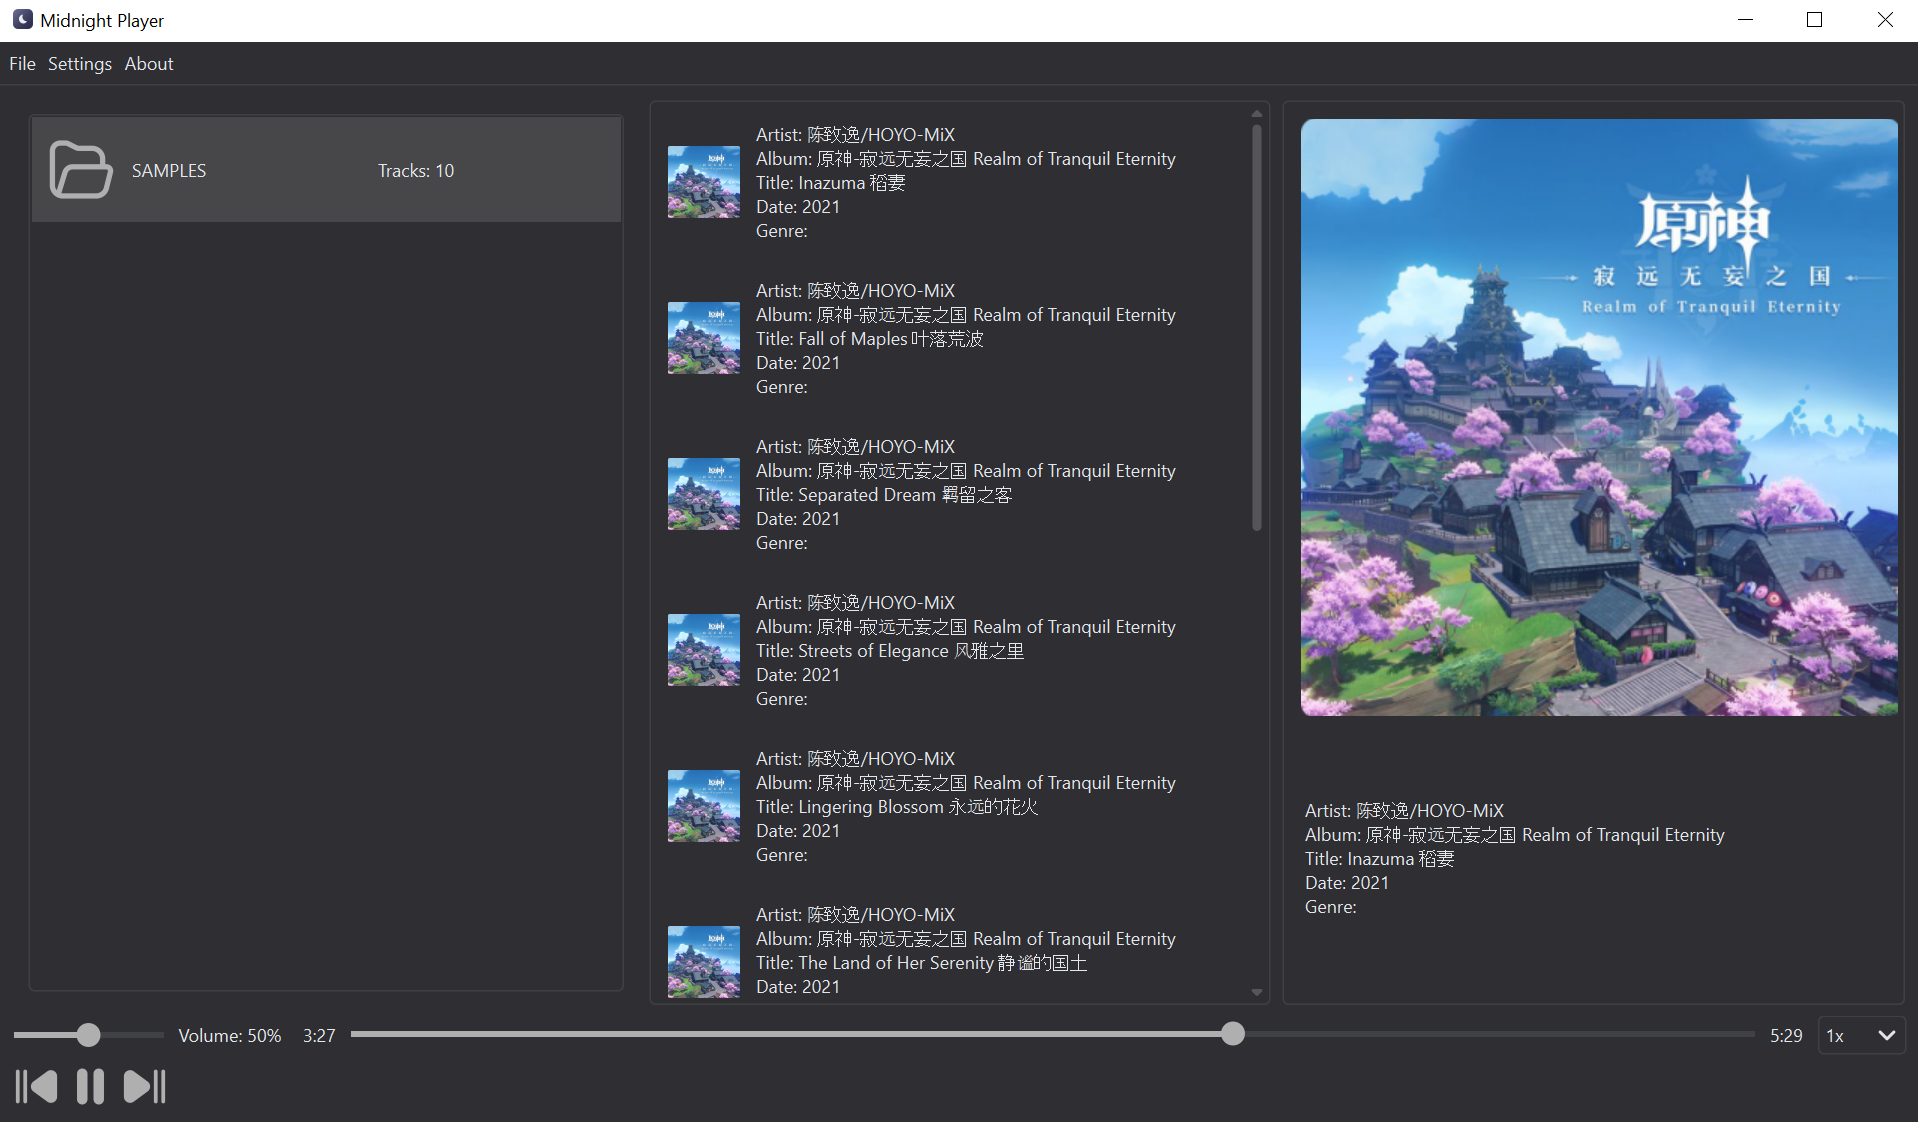 Midnight Player
File Settings About
SAMPLES Tracks: 10
Artist: 陈致逸/HOYO-MiX
Album: 原神-寂远无妄之国 Realm of Tranquil Eternity
Title: Inazuma 稻妻
Date: 2021
Genre:
Artist: 陈致逸/HOYO-MiX
Album: 原神-寂远无妄之国 Realm of Tranquil Eternity
Title: Fall of Maples 叶落荒波
Date: 2021
Genre:
Artist: 陈致逸/HOYO-MiX
Album: 原神-寂远无妄之国 Realm of Tranquil Eternity
Title: Separated Dream 羁留之客
Date: 2021
Genre:
Artist: 陈致逸/HOYO-MiX
Album: 原神-寂远无妄之国 Realm of Tranquil Eternity
Title: Streets of Elegance 风雅之里
Date: 2021
Genre:
Artist: 陈致逸/HOYO-MiX
Album: 原神-寂远无妄之国 Realm of Tranquil Eternity
Title: Lingering Blossom 永远的花火
Date: 2021
Genre:
Artist: 陈致逸/HOYO-MiX
Album: 原神-寂远无妄之国 Realm of Tranquil Eternity
Title: The Land of Her Serenity 静谧的国土
Date: 2021
原神
寂远无妄之国
Realm of Tranquil Eternity
Artist: 陈致逸/HOYO-MiX
Album: 原神-寂远无妄之国 Realm of Tranquil Eternity
Title: Inazuma 稻妻
Date: 2021
Genre:
Volume: 50% 3:27 5:29 1x